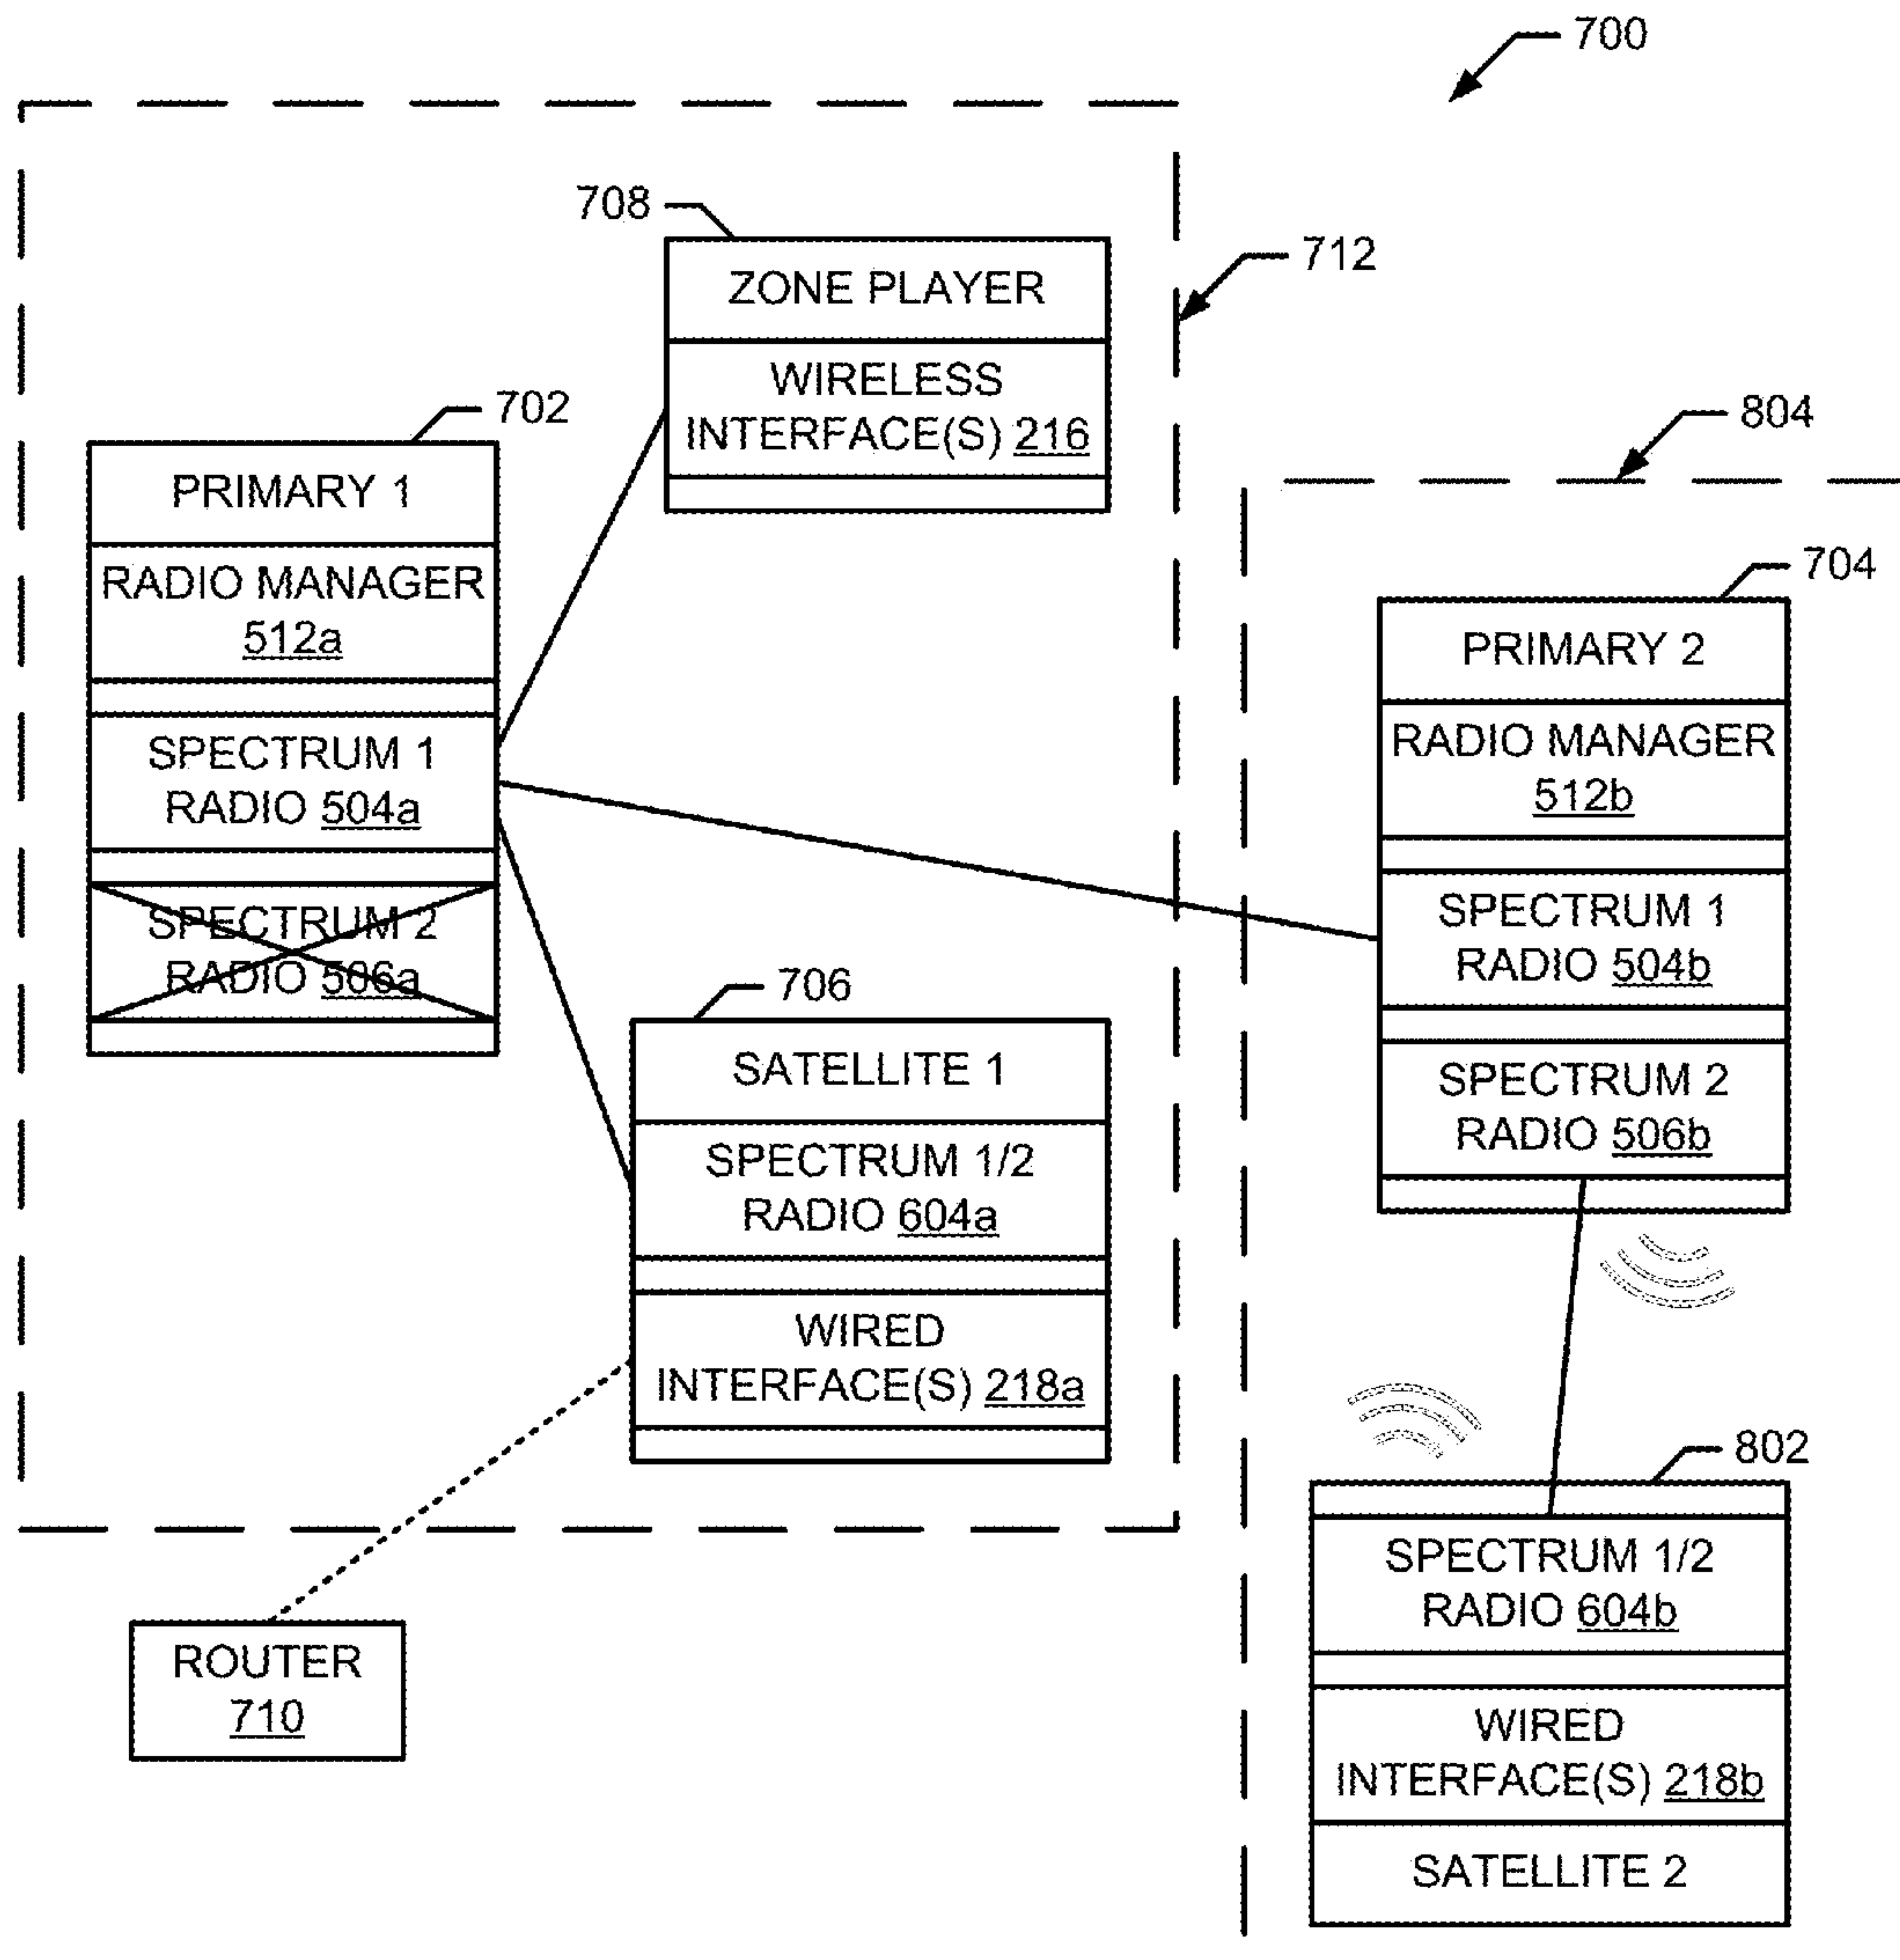 700
708
712
ZONE PLAYER
WIRELESS
INTERFACE(S) 216
702
PRIMARY 1
RADIO MANAGER
512a
SPECTRUM 1
RADIO 504a
SPECTRUM 2
RADIO 506a
706
SATELLITE 1
SPECTRUM 1/2
RADIO 604a
WIRED
INTERFACE(S) 218a
ROUTER
710
804
704
PRIMARY 2
RADIO MANAGER
512b
SPECTRUM 1
RADIO 504b
SPECTRUM 2
RADIO 506b
802
SPECTRUM 1/2
RADIO 604b
WIRED
INTERFACE(S) 218b
SATELLITE 2